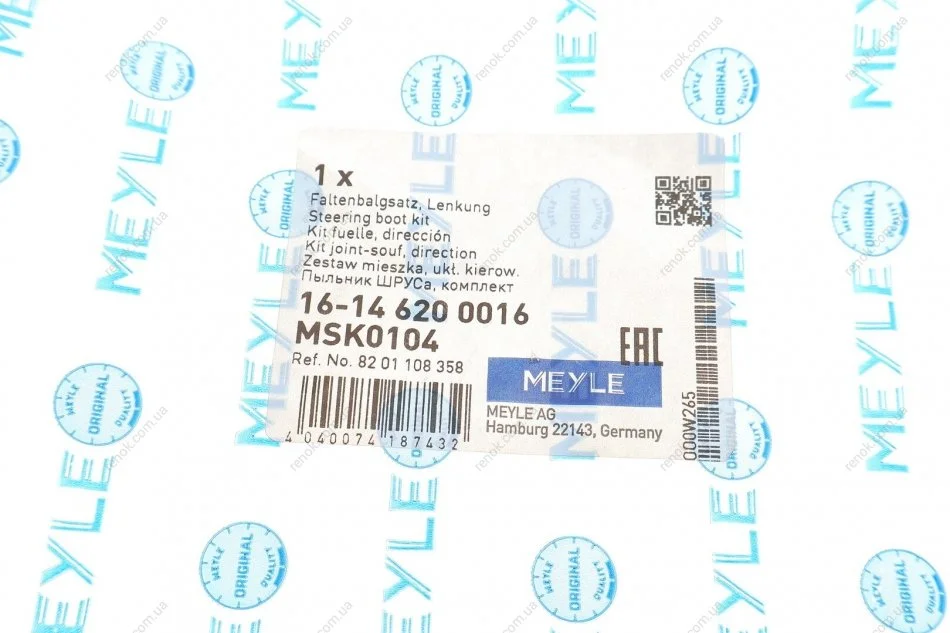 1 x
Faltenbalgsatz, Lenkung
Steering boot kit
Kit fuelle, dirección
Kit joint-souf, direction
Zestaw mieszka, ukł. kierow.
Пыльник ШРУСа, комплект
16-14 620 0016
MSK0104
Ref. No. 82 01 108 358
4 040074 187432
EAC
MEYLE
MEYLE AG
Hamburg 22143, Germany
000W265
MEYLE
MEYLE ORIGINAL QUALITY
renok.com.ua